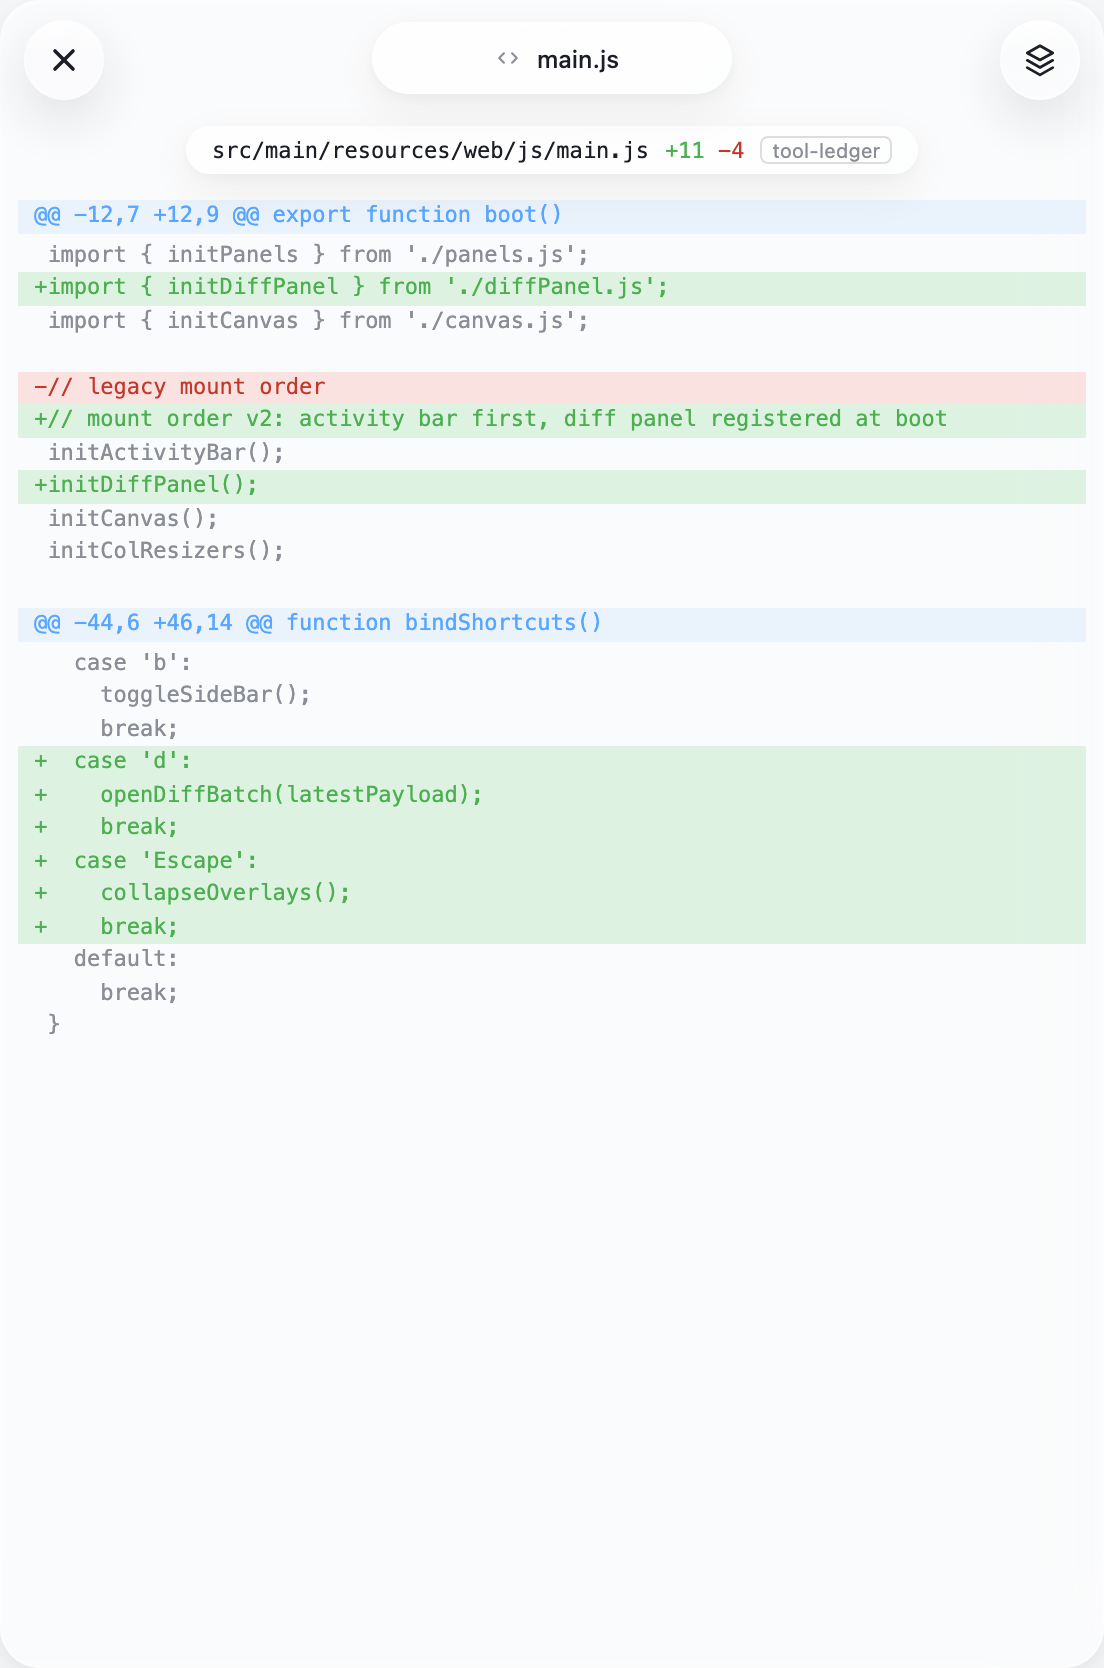 <> main.js
src/main/resources/web/js/main.js +11 −4 tool-ledger
@@ −12,7 +12,9 @@ export function boot()
 import { initPanels } from './panels.js';
+import { initDiffPanel } from './diffPanel.js';
 import { initCanvas } from './canvas.js';
−// legacy mount order
+// mount order v2: activity bar first, diff panel registered at boot
 initActivityBar();
+initDiffPanel();
 initCanvas();
 initColResizers();
@@ −44,6 +46,14 @@ function bindShortcuts()
   case 'b':
     toggleSideBar();
     break;
+  case 'd':
+    openDiffBatch(latestPayload);
+    break;
+  case 'Escape':
+    collapseOverlays();
+    break;
   default:
     break;
 }